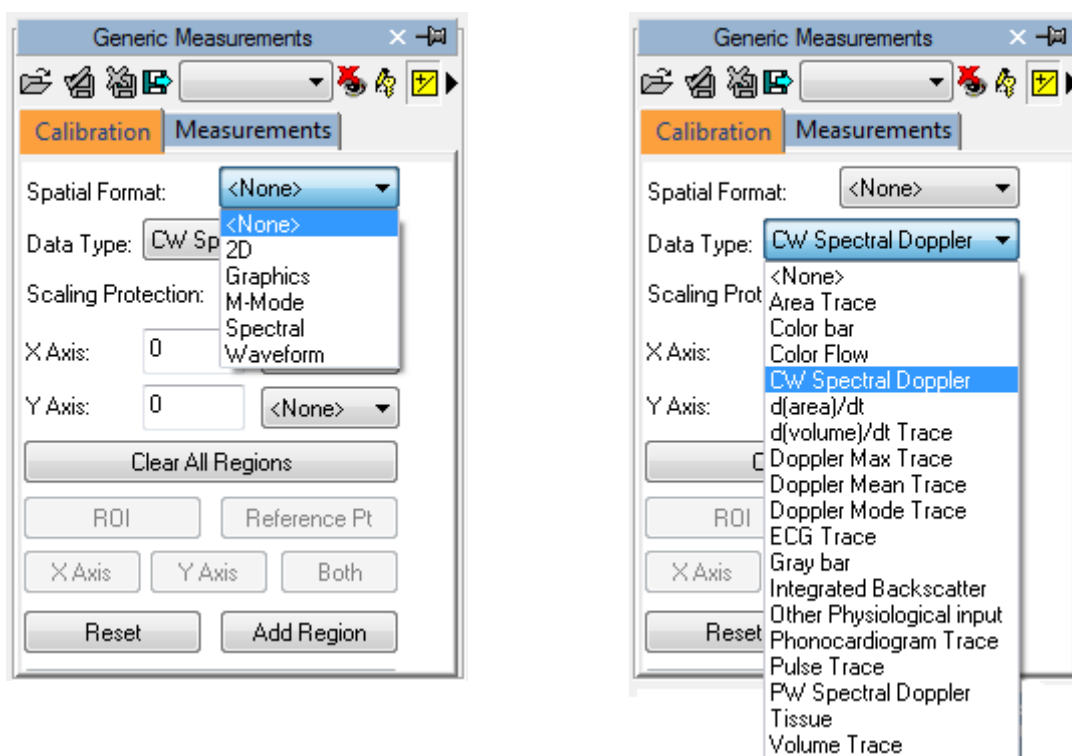 Generic Measurements
Calibration Measurements
Spatial Format: <None>
<None>
2D
Graphics
M-Mode
Spectral
Waveform
Data Type: CW Sp
Scaling Protection:
X Axis: 0
Y Axis: 0 <None>
Clear All Regions
ROI Reference Pt
X Axis Y Axis Both
Reset Add Region
Generic Measurements
Calibration Measurements
Spatial Format: <None>
Data Type: CW Spectral Doppler
<None>
Area Trace
Color bar
Color Flow
CW Spectral Doppler
d(area)/dt
d(volume)/dt Trace
Doppler Max Trace
Doppler Mean Trace
Doppler Mode Trace
ECG Trace
Gray bar
Integrated Backscatter
Other Physiological input
Phonocardiogram Trace
Pulse Trace
PW Spectral Doppler
Tissue
Volume Trace
Scaling Prot
X Axis:
Y Axis:
C
ROI
X Axis
Reset